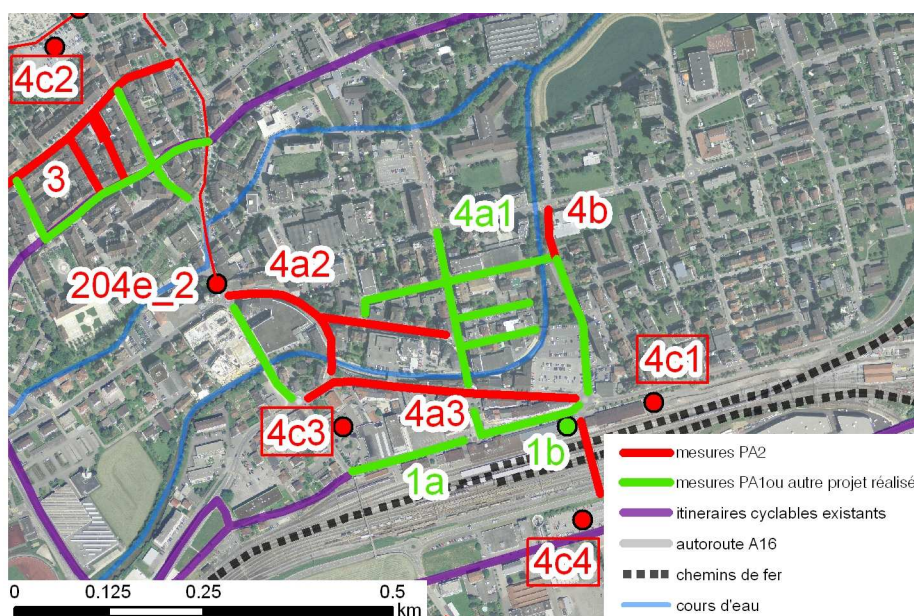 4c2
3
4a1
4b
204e_2
4a2
4c1
4c3
4a3
1a
1b
4c4
mesures PA2
mesures PA1ou autre projet réalisé
itineraires cyclables existants
autoroute A16
chemins de fer
cours d'eau
0 0.125 0.25 0.5
km